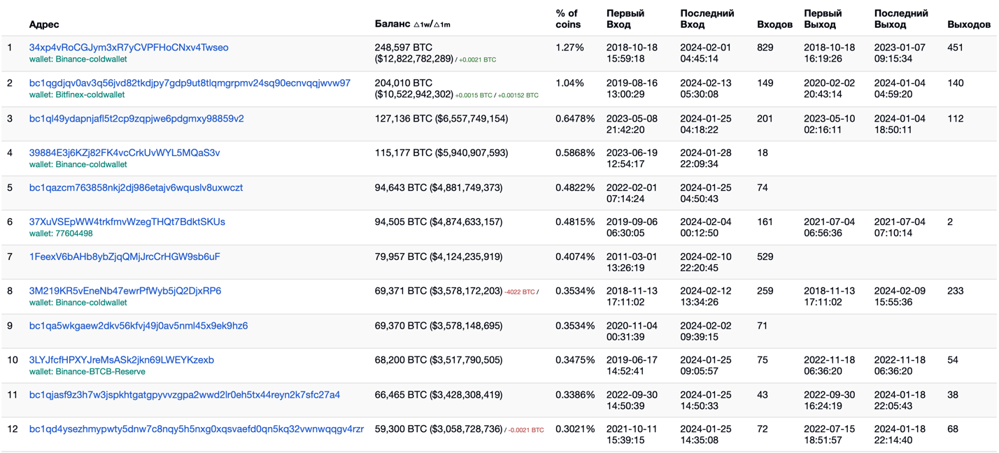 Адрес Баланс △1w/△1m % of coins Первый Вход Последний Вход Входов Первый Выход Последний Выход Выходов
1 34xp4vRoCGJym3xR7yCVPFHoCNxv4Twseo 248,597 BTC 1.27% 2018-10-18 2024-02-01 829 2018-10-18 2023-01-07 451
wallet: Binance-coldwallet ($12,822,782,289) / +0.0021 BTC 15:59:18 04:45:14 16:19:26 09:15:34
2 bc1qgdjqv0av3q56jvd82tkdjpy7gdp9ut8tlqmgrpmv24sq90ecnvqqjwvw97 204,010 BTC 1.04% 2019-08-16 2024-02-13 149 2020-02-02 2024-01-04 140
wallet: Bitfinex-coldwallet ($10,522,942,302) +0.0015 BTC / +0.00152 BTC 13:00:29 05:30:08 20:43:14 04:59:20
3 bc1ql49ydapnjafl5t2cp9zqpjwe6pdgmxy98859v2 127,136 BTC ($6,557,749,154) 0.6478% 2023-05-08 2024-01-25 201 2023-05-10 2024-01-04 112
21:42:20 04:18:22 02:16:11 18:50:11
4 39884E3j6KZj82FK4vcCrkUvWYL5MQaS3v 115,177 BTC ($5,940,907,593) 0.5868% 2023-06-19 2024-01-28 18
wallet: Binance-coldwallet 12:54:17 22:09:34
5 bc1qazcm763858nkj2dj986etajv6wquslv8uxwczt 94,643 BTC ($4,881,749,373) 0.4822% 2022-02-01 2024-01-25 74
07:14:24 04:50:43
6 37XuVSEpWW4trkfmvWzegTHQt7BdktSKUs 94,505 BTC ($4,874,633,157) 0.4815% 2019-09-06 2024-02-04 161 2021-07-04 2021-07-04 2
wallet: 77604498 06:30:05 00:12:50 06:56:36 07:10:14
7 1FeexV6bAHb8ybZjqQMjJrcCrHGW9sb6uF 79,957 BTC ($4,124,235,919) 0.4074% 2011-03-01 2024-02-10 529
13:26:19 22:20:45
8 3M219KR5vEneNb47ewrPfWyb5jQ2DjxRP6 69,371 BTC ($3,578,172,203) -4022 BTC / 0.3534% 2018-11-13 2024-02-12 259 2018-11-13 2024-02-09 233
wallet: Binance-coldwallet 17:11:02 13:34:26 17:11:02 15:55:36
9 bc1qa5wkgaew2dkv56kfvj49j0av5nml45x9ek9hz6 69,370 BTC ($3,578,148,695) 0.3534% 2020-11-04 2024-02-02 71
00:31:39 09:39:15
10 3LYJfcfHPXYJreMsASk2jkn69LWEYKzexb 68,200 BTC ($3,517,790,505) 0.3475% 2019-06-17 2024-01-25 75 2022-11-18 2022-11-18 54
wallet: Binance-BTCB-Reserve 14:52:41 09:05:57 06:36:20 06:36:20
11 bc1qjasf9z3h7w3jspkhtgatgpyvvzgpa2wwd2lr0eh5tx44reyn2k7sfc27a4 66,465 BTC ($3,428,308,419) 0.3386% 2022-09-30 2024-01-25 43 2022-09-30 2024-01-18 38
14:50:39 14:50:33 16:24:19 22:05:43
12 bc1qd4ysezhmypwty5dnw7c8nqy5h5nxg0xqsvaefd0qn5kq32vwnwqqgv4rzr 59,300 BTC ($3,058,728,736) / -0.0021 BTC 0.3021% 2021-10-11 2024-01-25 72 2022-07-15 2024-01-18 68
15:39:15 14:35:08 18:51:57 22:14:40